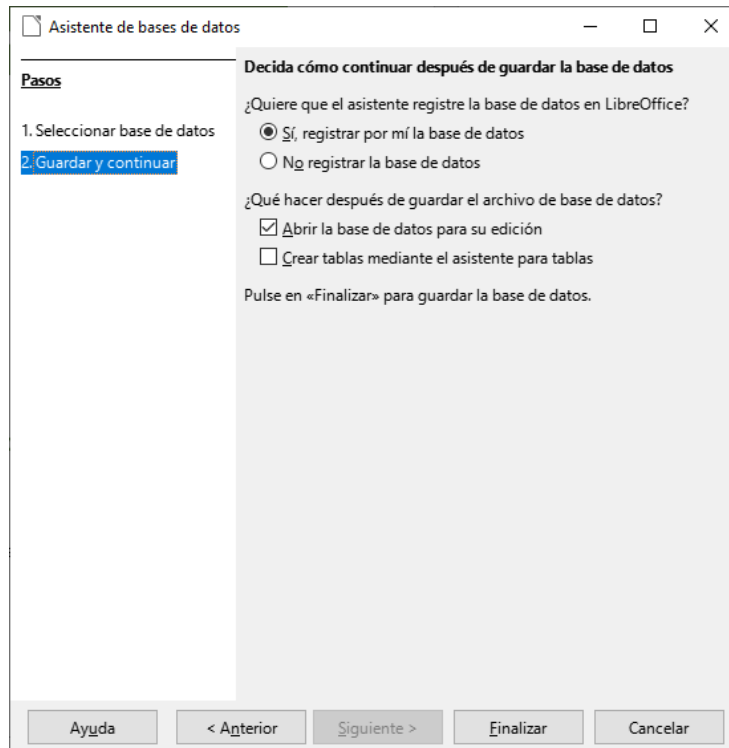 Asistente de bases de datos
Pasos
1. Seleccionar base de datos
2. Guardar y continuar
Decida cómo continuar después de guardar la base de datos
¿Quiere que el asistente registre la base de datos en LibreOffice?
Sí, registrar por mí la base de datos
No registrar la base de datos
¿Qué hacer después de guardar el archivo de base de datos?
Abrir la base de datos para su edición
Crear tablas mediante el asistente para tablas
Pulse en «Finalizar» para guardar la base de datos.
Ayuda
< Anterior
Siguiente >
Finalizar
Cancelar